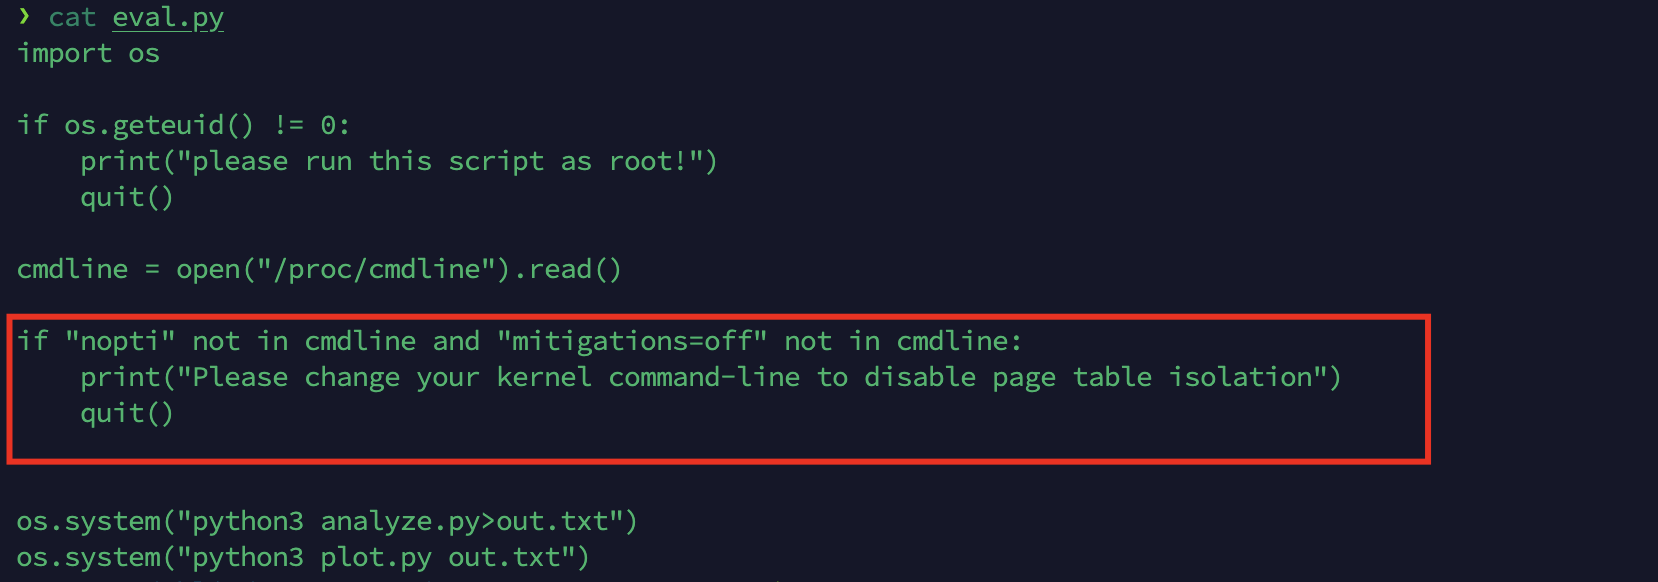 ❯ cat eval.py
import os
if os.geteuid() != 0:
    print("please run this script as root!")
    quit()
cmdline = open("/proc/cmdline").read()
if "nopti" not in cmdline and "mitigations=off" not in cmdline:
    print("Please change your kernel command-line to disable page table isolation")
    quit()
os.system("python3 analyze.py>out.txt")
os.system("python3 plot.py out.txt")